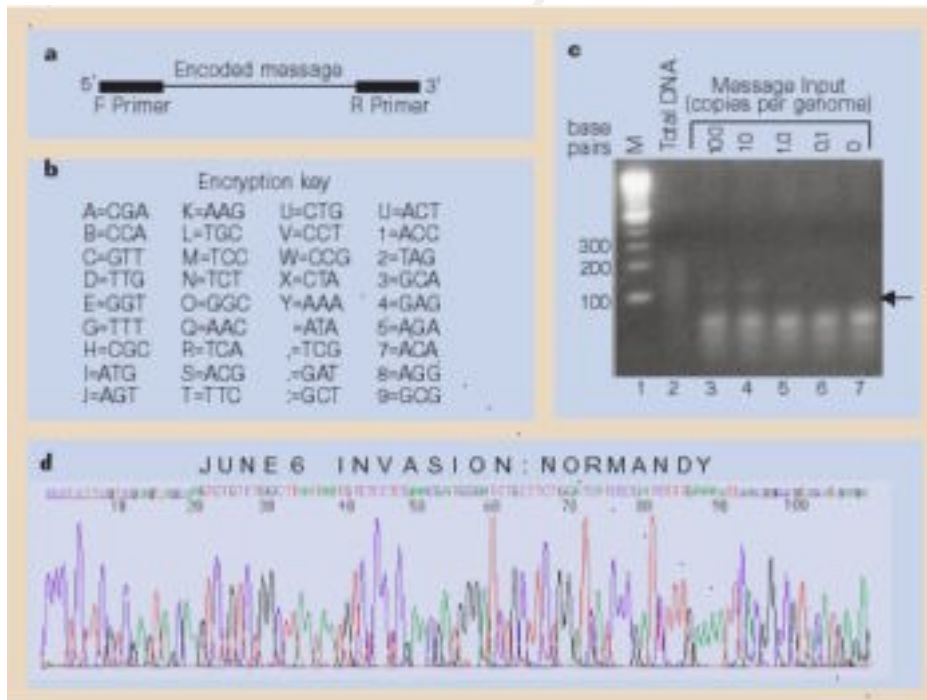 a
Encoded message
5' 3'
F Primer R Primer
b
Encryption key
A=CGA K=AAG U=CTG U=ACT
B=CCA L=TGC V=CCT 1=ACC
C=GTT M=TCC W=CCG 2=TAG
D=TTG N=TCT X=CTA 3=GCA
E=GGT O=GGC Y=AAA 4=GAG
G=TTT Q=AAC =ATA 5=AGA
H=CGC R=TCA ,=TCG 7=ACA
I=ATG S=ACG .=GAT 8=AGG
J=AGT T=TTC :=GCT 9=GCG
c
Message Input
(copies per genome)
base
pairs
M Total DNA 100 10 1.0 0.1 0
300
200
100
1 2 3 4 5 6 7
d
JUNE 6 INVASION: NORMANDY
10 20 30 40 50 60 70 80 90 100